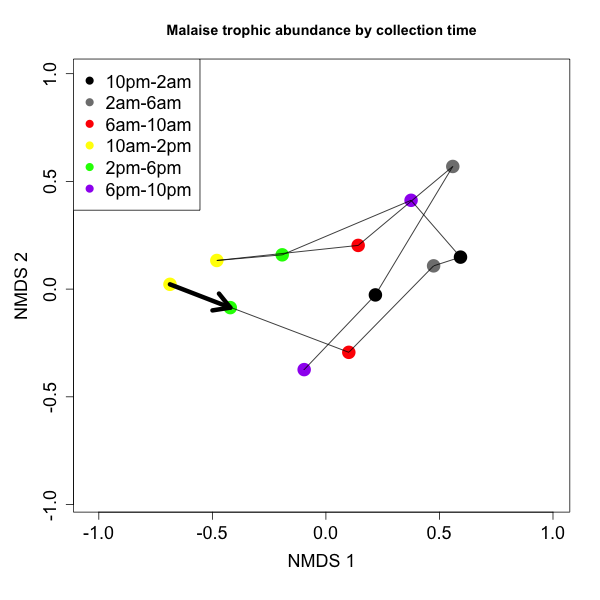 Malaise trophic abundance by collection time
10pm-2am
2am-6am
6am-10am
10am-2pm
2pm-6pm
6pm-10pm
1.0
0.5
0.0
-0.5
-1.0
NMDS 2
-1.0 -0.5 0.0 0.5 1.0
NMDS 1